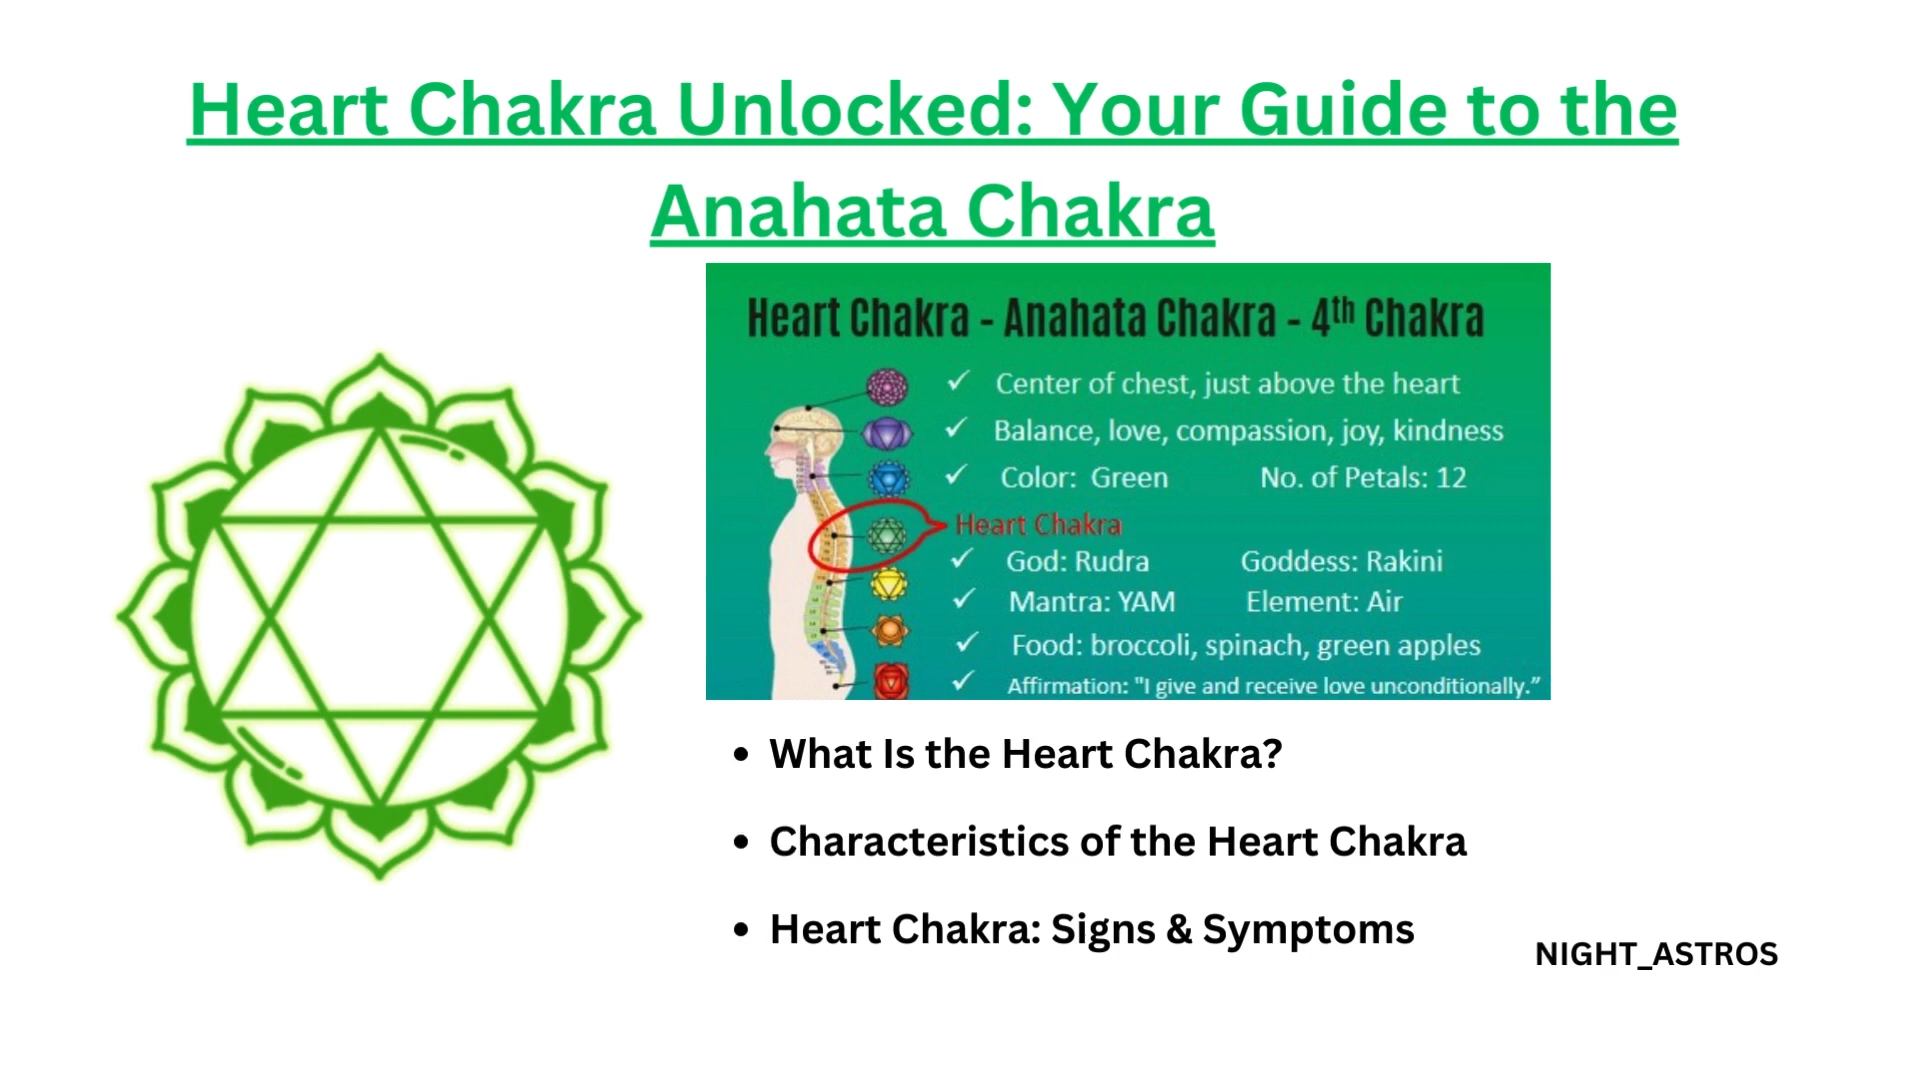 Heart Chakra Unlocked: Your Guide to the
Anahata Chakra
Heart Chakra - Anahata Chakra - 4th Chakra
✓ Center of chest, just above the heart
✓ Balance, love, compassion, joy, kindness
✓ Color: Green No. of Petals: 12
Heart Chakra
✓ God: Rudra Goddess: Rakini
✓ Mantra: YAM Element: Air
✓ Food: broccoli, spinach, green apples
✓ Affirmation: "I give and receive love unconditionally.”
• What Is the Heart Chakra?
• Characteristics of the Heart Chakra
• Heart Chakra: Signs & Symptoms
NIGHT_ASTROS